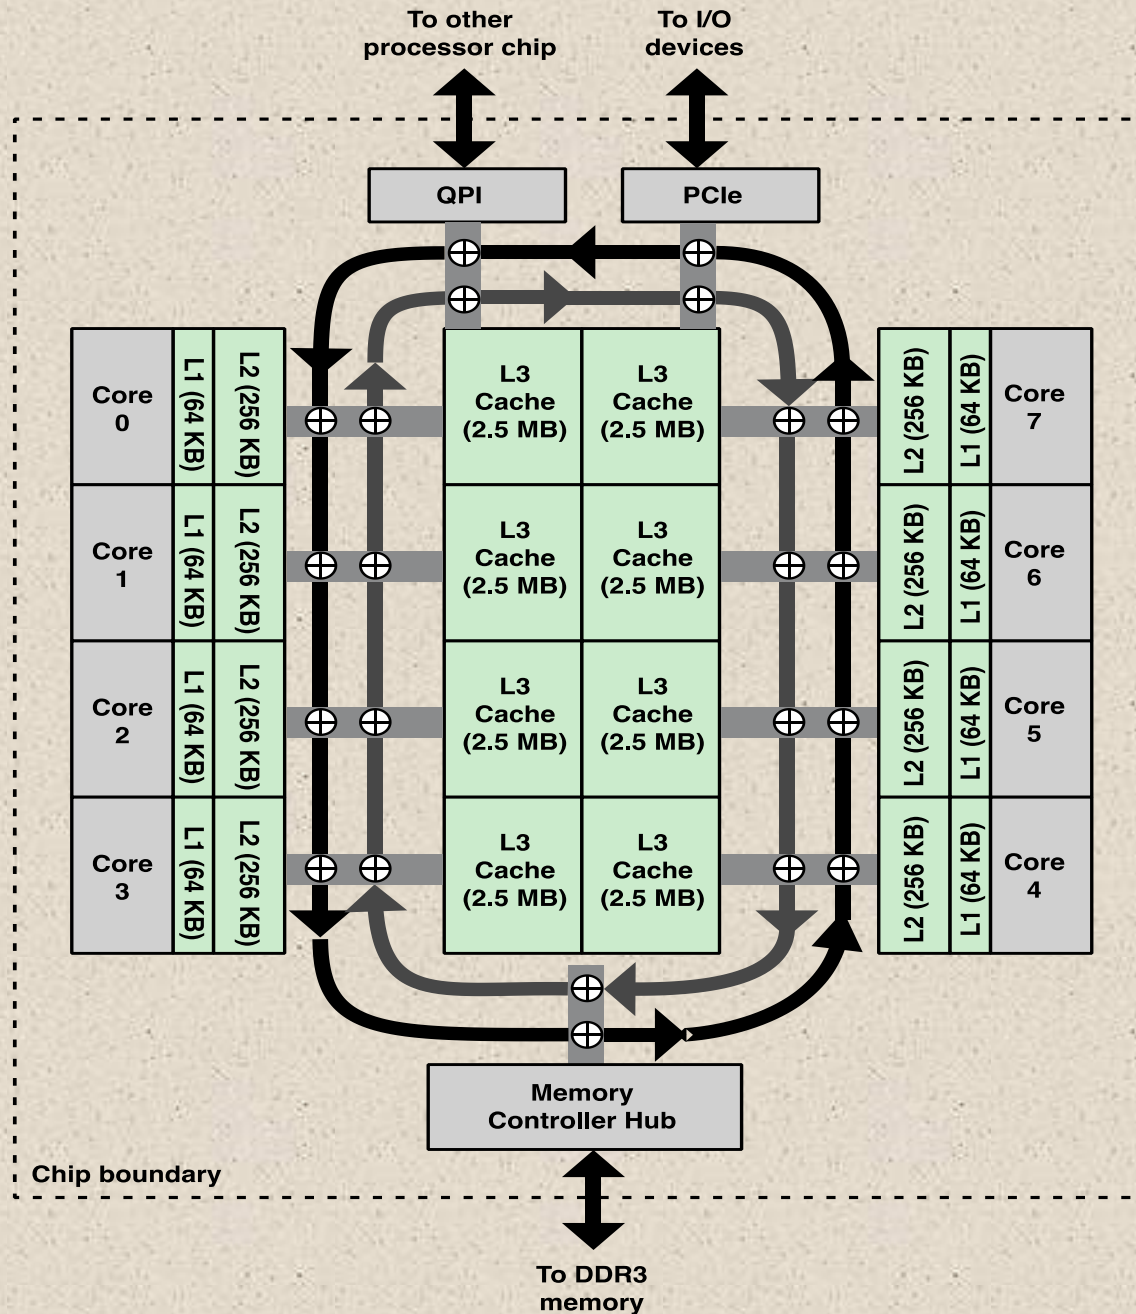 To other
processor chip
To I/O
devices
QPI
PCIe
Core
0
L1 (64 KB)
L2 (256 KB)
L3
Cache
(2.5 MB)
L3
Cache
(2.5 MB)
L2 (256 KB)
L1 (64 KB)
Core
7
Core
1
L1 (64 KB)
L2 (256 KB)
L3
Cache
(2.5 MB)
L3
Cache
(2.5 MB)
L2 (256 KB)
L1 (64 KB)
Core
6
Core
2
L1 (64 KB)
L2 (256 KB)
L3
Cache
(2.5 MB)
L3
Cache
(2.5 MB)
L2 (256 KB)
L1 (64 KB)
Core
5
Core
3
L1 (64 KB)
L2 (256 KB)
L3
Cache
(2.5 MB)
L3
Cache
(2.5 MB)
L2 (256 KB)
L1 (64 KB)
Core
4
Memory
Controller Hub
Chip boundary
To DDR3
memory